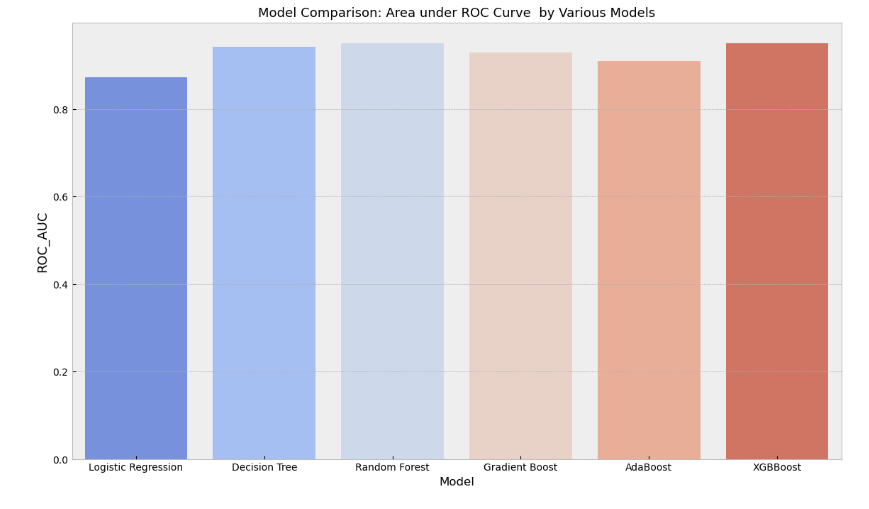 Model Comparison: Area under ROC Curve  by Various Models
ROC_AUC
0.8
0.6
0.4
0.2
0.0
Logistic Regression Decision Tree Random Forest Gradient Boost AdaBoost XGBBoost
Model